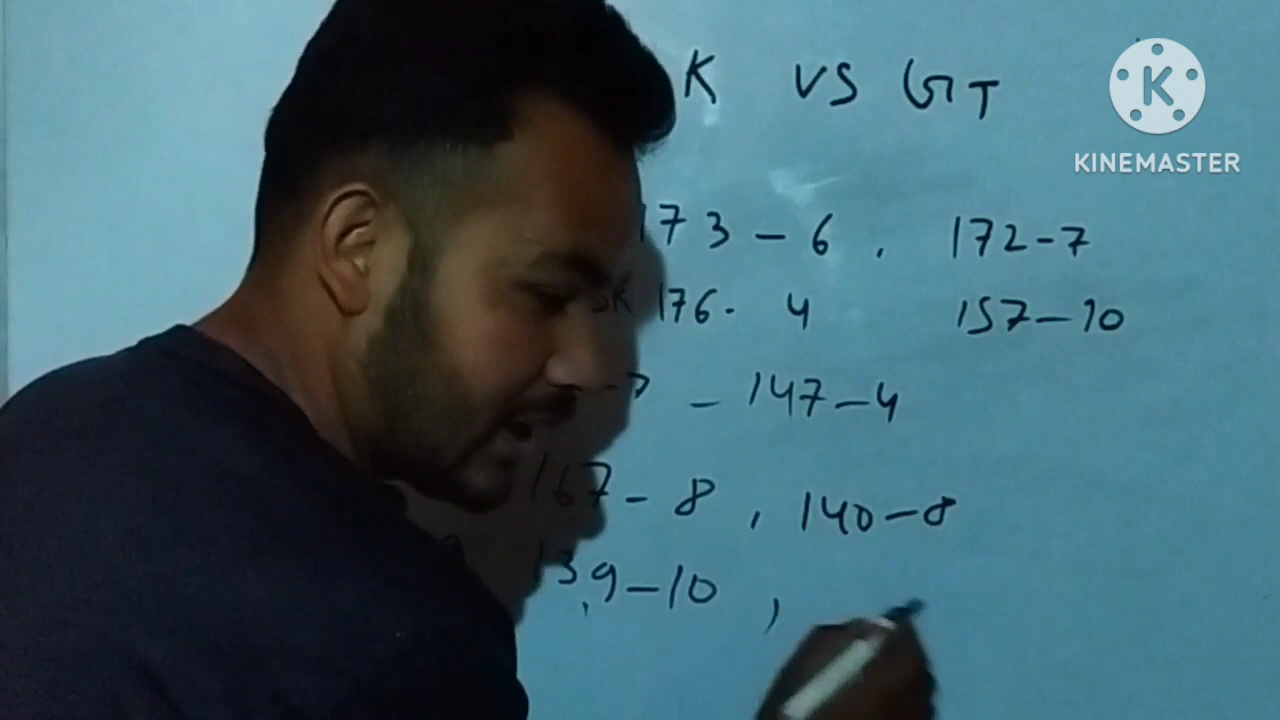 K VS GT
KINEMASTER
173 - 6 , 172 - 7
SK 176 - 4 157 - 10
- 147 - 4
167 - 8 , 140 - 8
139 - 10 ,